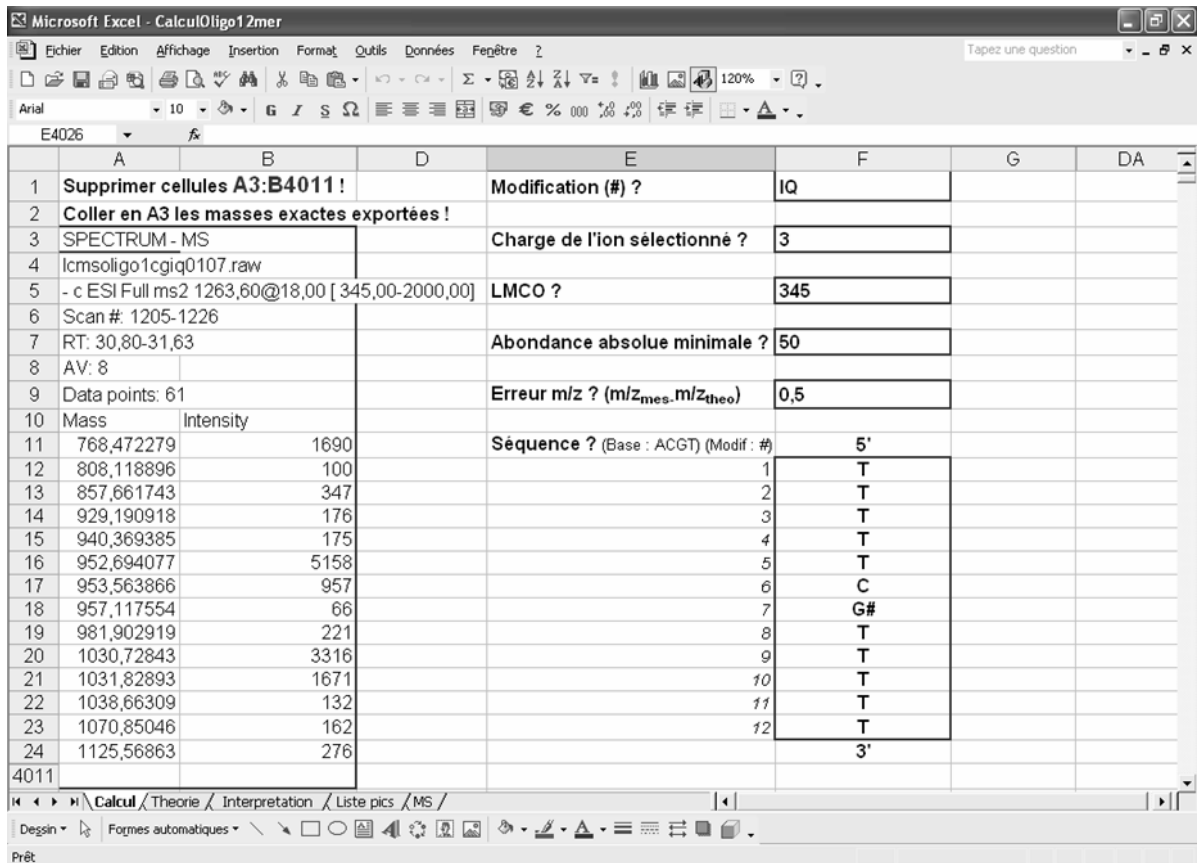 Microsoft Excel - CalculOligo12mer
Fichier Edition Affichage Insertion Format Outils Données Fenêtre ? Tapez une question
120%
Arial 10 G I S € % 000
E4026 fx
A B D E F G DA
1 Supprimer cellules A3:B4011 ! Modification (#) ? IQ
2 Coller en A3 les masses exactes exportées !
3 SPECTRUM - MS Charge de l'ion sélectionné ? 3
4 lcmsoligo1cgiq0107.raw
5 - c ESI Full ms2 1263,60@18,00 [ 345,00-2000,00] LMCO ? 345
6 Scan #: 1205-1226
7 RT: 30,80-31,63 Abondance absolue minimale ? 50
8 AV: 8
9 Data points: 61 Erreur m/z ? (m/zmes-m/ztheo) 0,5
10 Mass Intensity
11 768,472279 1690 Séquence ? (Base : ACGT) (Modif : #) 5'
12 808,118896 100 1 T
13 857,661743 347 2 T
14 929,190918 176 3 T
15 940,369385 175 4 T
16 952,694077 5158 5 T
17 953,563866 957 6 C
18 957,117554 66 7 G#
19 981,902919 221 8 T
20 1030,72843 3316 9 T
21 1031,82893 1671 10 T
22 1038,66309 132 11 T
23 1070,85046 162 12 T
24 1125,56863 276 3'
4011
Calcul / Theorie / Interpretation / Liste pics / MS /
Dessin Formes automatiques
Prêt